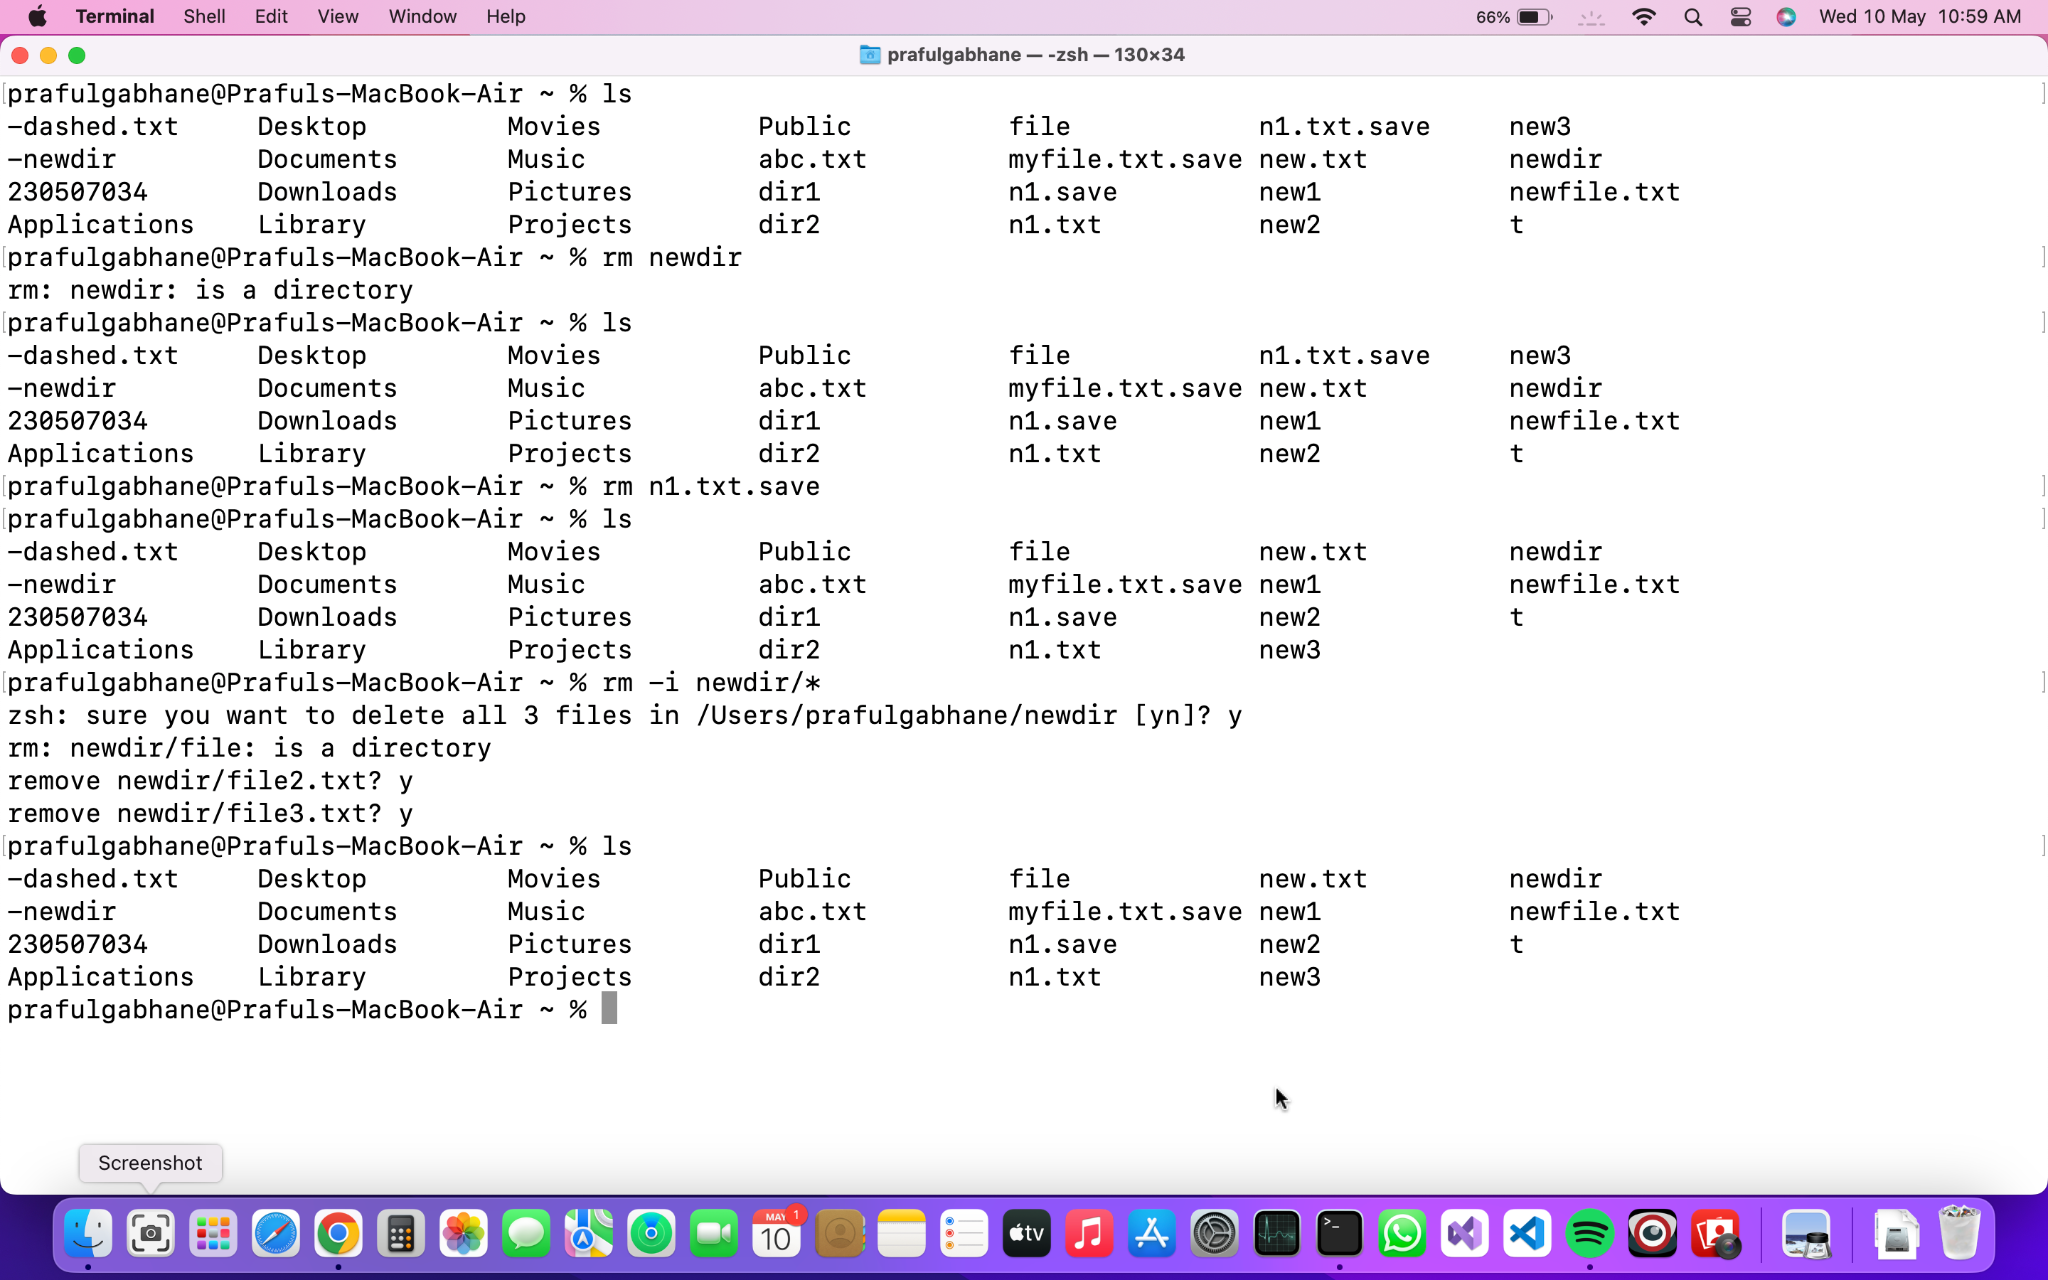 Terminal Shell Edit View Window Help 66% Wed 10 May 10:59 AM
prafulgabhane — -zsh — 130×34
prafulgabhane@Prafuls-MacBook-Air ~ % ls
-dashed.txt Desktop Movies Public file n1.txt.save new3
-newdir Documents Music abc.txt myfile.txt.save new.txt newdir
230507034 Downloads Pictures dir1 n1.save new1 newfile.txt
Applications Library Projects dir2 n1.txt new2 t
prafulgabhane@Prafuls-MacBook-Air ~ % rm newdir
rm: newdir: is a directory
prafulgabhane@Prafuls-MacBook-Air ~ % ls
-dashed.txt Desktop Movies Public file n1.txt.save new3
-newdir Documents Music abc.txt myfile.txt.save new.txt newdir
230507034 Downloads Pictures dir1 n1.save new1 newfile.txt
Applications Library Projects dir2 n1.txt new2 t
prafulgabhane@Prafuls-MacBook-Air ~ % rm n1.txt.save
prafulgabhane@Prafuls-MacBook-Air ~ % ls
-dashed.txt Desktop Movies Public file new.txt newdir
-newdir Documents Music abc.txt myfile.txt.save new1 newfile.txt
230507034 Downloads Pictures dir1 n1.save new2 t
Applications Library Projects dir2 n1.txt new3
prafulgabhane@Prafuls-MacBook-Air ~ % rm -i newdir/*
zsh: sure you want to delete all 3 files in /Users/prafulgabhane/newdir [yn]? y
rm: newdir/file: is a directory
remove newdir/file2.txt? y
remove newdir/file3.txt? y
prafulgabhane@Prafuls-MacBook-Air ~ % ls
-dashed.txt Desktop Movies Public file new.txt newdir
-newdir Documents Music abc.txt myfile.txt.save new1 newfile.txt
230507034 Downloads Pictures dir1 n1.save new2 t
Applications Library Projects dir2 n1.txt new3
prafulgabhane@Prafuls-MacBook-Air ~ %
Screenshot
MAY 1
10
tv
>_